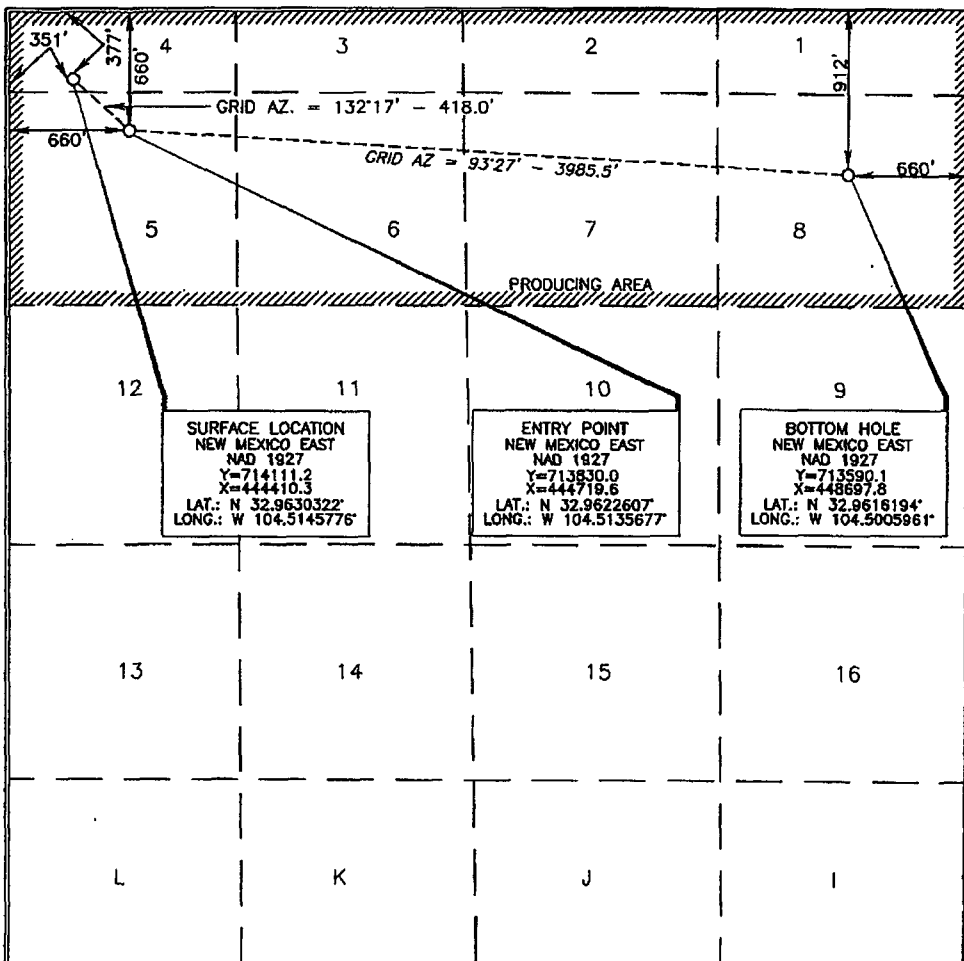 4 3 2 1
351'
377'
660'
912'
GRID AZ. = 132°17' - 418.0'
660'
GRID AZ = 93°27' - 3985.5'
660'
5 6 7 8
PRODUCING AREA
12 11 10 9
SURFACE LOCATION
NEW MEXICO EAST
NAD 1927
Y=714111.2
X=444410.3
LAT.: N 32.9630322°
LONG.: W 104.5145776°
ENTRY POINT
NEW MEXICO EAST
NAD 1927
Y=713830.0
X=444719.6
LAT.: N 32.9622607°
LONG.: W 104.5135677°
BOTTOM HOLE
NEW MEXICO EAST
NAD 1927
Y=713590.1
X=448697.8
LAT.: N 32.9616194°
LONG.: W 104.5005961°
13 14 15 16
L K J I